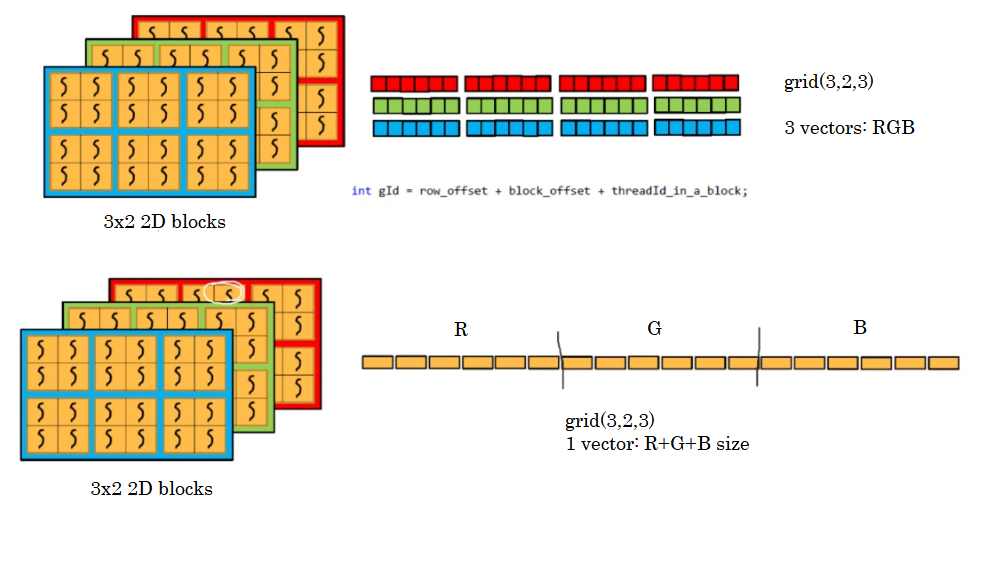 grid(3,2,3)
3 vectors: RGB
int gId = row_offset + block_offset + threadId_in_a_block;
3x2 2D blocks
R G B
grid(3,2,3)
1 vector: R+G+B size
3x2 2D blocks